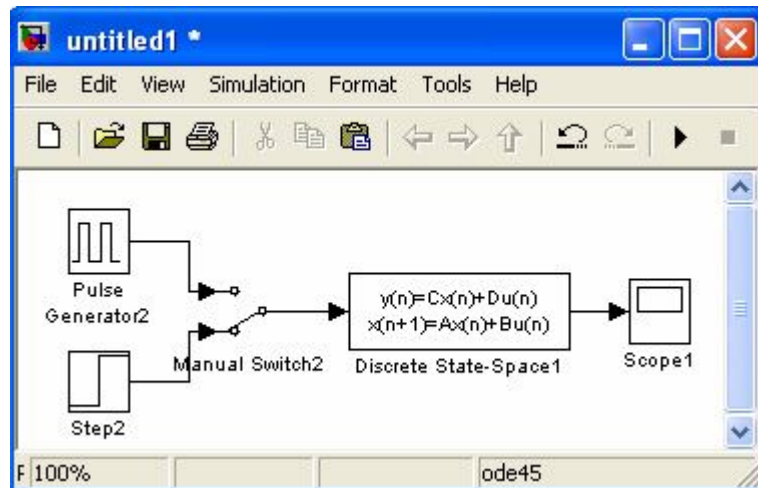 untitled1 *
File Edit View Simulation Format Tools Help
Pulse
Generator2
Manual Switch2
Step2
y(n)=Cx(n)+Du(n)
x(n+1)=Ax(n)+Bu(n)
Discrete State-Space1
Scope1
F 100% ode45